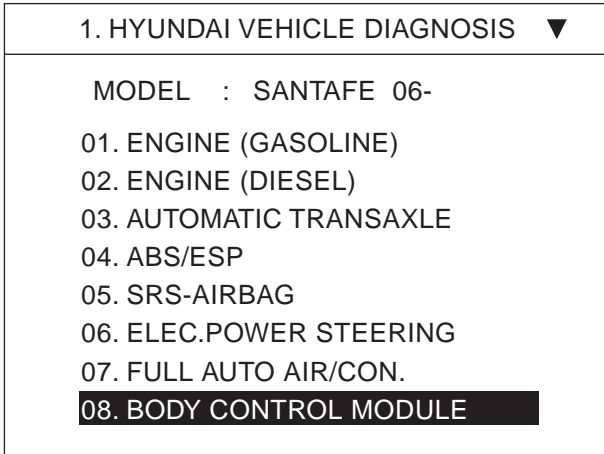 1. HYUNDAI VEHICLE DIAGNOSIS ▼
MODEL : SANTAFE 06-
01. ENGINE (GASOLINE)
02. ENGINE (DIESEL)
03. AUTOMATIC TRANSAXLE
04. ABS/ESP
05. SRS-AIRBAG
06. ELEC.POWER STEERING
07. FULL AUTO AIR/CON.
08. BODY CONTROL MODULE